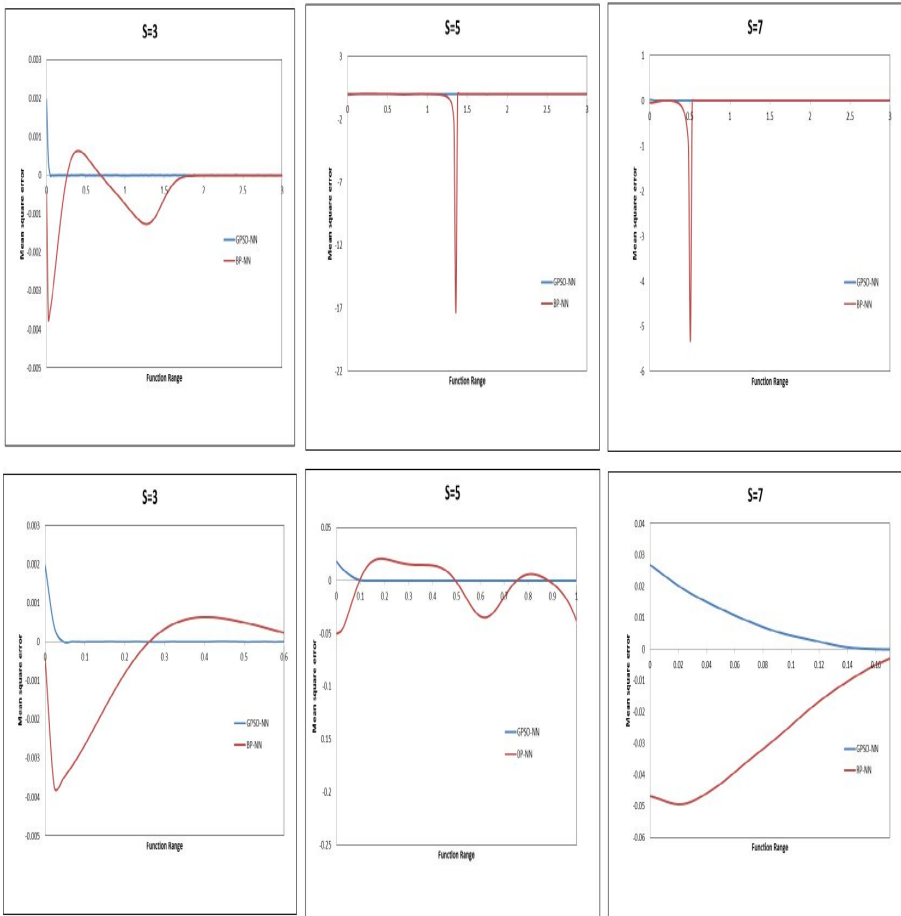 S=3
0.003
0.002
0.001
0
-0.001
-0.002
-0.003
-0.004
-0.005
0 0.5 1 1.5 2 2.5 3
Mean square error
Function Range
GPSO-NN
BP-NN
S=5
3
-2
-7
-12
-17
-22
0 0.5 1 1.5 2 2.5 3
Mean square error
Function Range
GPSO-NN
BP-NN
S=7
1
0
-1
-2
-3
-4
-5
-6
0 0.5 1 1.5 2 2.5 3
Mean square error
Function Range
GPSO-NN
BP-NN
S=3
0.003
0.002
0.001
0
-0.001
-0.002
-0.003
-0.004
-0.005
0 0.1 0.2 0.3 0.4 0.5 0.6
Mean square error
Function Range
GPSO-NN
BP-NN
S=5
0.05
0
-0.05
-0.1
-0.15
-0.2
-0.25
0 0.1 0.2 0.3 0.4 0.5 0.6 0.7 0.8 0.9 1
Mean square error
Function Range
GPSO-NN
BP-NN
S=7
0.04
0.03
0.02
0.01
0
-0.01
-0.02
-0.03
-0.04
-0.05
-0.06
0 0.02 0.04 0.06 0.08 0.1 0.12 0.14 0.16
Mean square error
Function Range
GPSO-NN
BP-NN